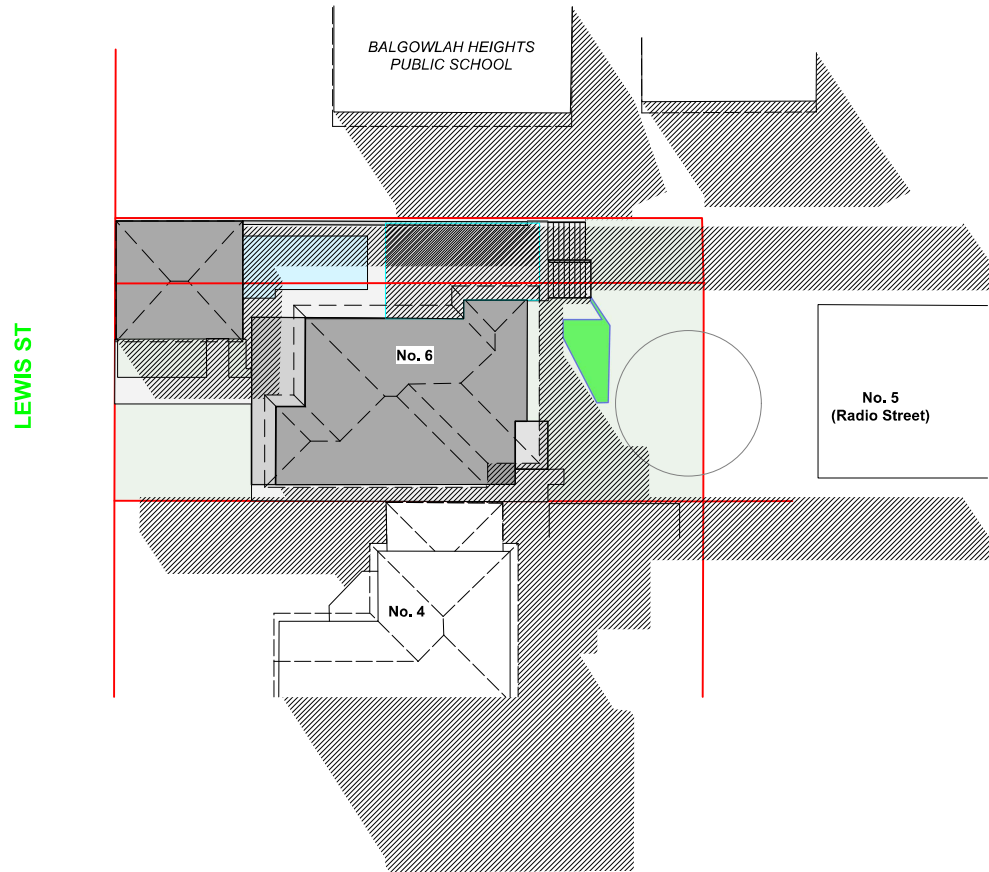 BALGOWLAH HEIGHTS
PUBLIC SCHOOL
LEWIS ST
No. 6
No. 5
(Radio Street)
No. 4